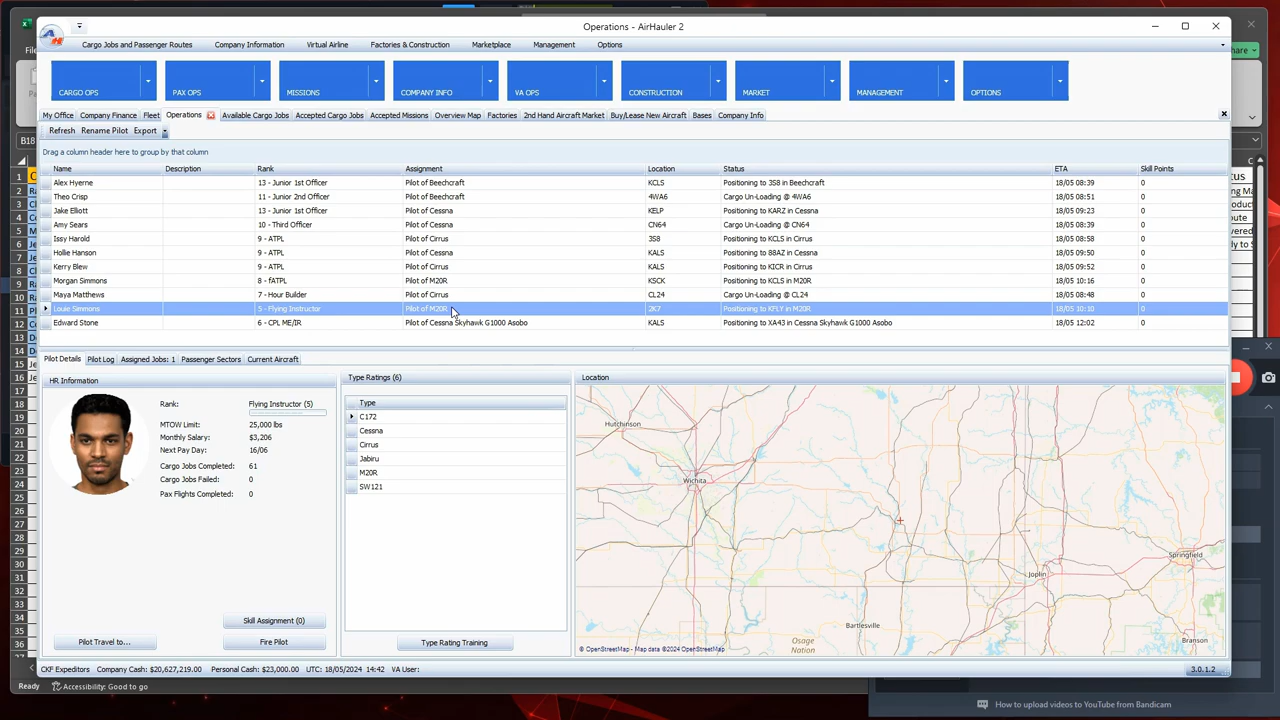 Operations - AirHauler 2
Cargo Jobs and Passenger Routes Company Information Virtual Airline Factories & Construction Marketplace Management Options
CARGO OPS PAX OPS MISSIONS COMPANY INFO VA OPS CONSTRUCTION MARKET MANAGEMENT OPTIONS
My Office Company Finance Fleet Operations Available Cargo Jobs Accepted Cargo Jobs Accepted Missions Overview Map Factories 2nd Hand Aircraft Market Buy/Lease New Aircraft Bases Company Info
Refresh Rename Pilot Export
Drag a column header here to group by that column
Name Description Rank Assignment Location Status ETA Skill Points
Alex Hyerne 13 - Junior 1st Officer Pilot of Beechcraft KCLS Positioning to 3S8 in Beechcraft 18/05 08:39 0
Theo Crisp 11 - Junior 2nd Officer Pilot of Beechcraft 4WA6 Cargo Un-Loading @ 4WA6 18/05 08:51 0
Jake Elliott 13 - Junior 1st Officer Pilot of Cessna KELP Positioning to KARZ in Cessna 18/05 09:23 0
Amy Sears 10 - Third Officer Pilot of Cessna CN64 Cargo Un-Loading @ CN64 18/05 08:54 0
Issy Harold 9 - ATPL Pilot of Cirrus 3S8 Positioning to KCLS in Cirrus 18/05 08:58 0
Hollie Hanson 9 - ATPL Pilot of Cessna KALS Positioning to 88AZ in Cessna 18/05 09:50 0
Kerry Blew 9 - ATPL Pilot of Cirrus KALS Positioning to KICR in Cirrus 18/05 09:52 0
Morgan Simmons 8 - fATPL Pilot of M20R KSCK Positioning to KALS in M20R 18/05 10:16 0
Maya Matthews 7 - Hour Builder Pilot of Cirrus CL24 Cargo Un-Loading @ CL24 18/05 08:48 0
Louie Simmons 5 - Flying Instructor Pilot of M20R 2K7 Positioning to KFLY in M20R 18/05 10:10 0
Edward Stone 6 - CPL ME/IR Pilot of Cessna Skyhawk G1000 Asobo KALS Positioning to XA43 in Cessna Skyhawk G1000 Asobo 18/05 12:02 0
Pilot Details Pilot Log Assigned Jobs: 1 Passenger Sectors Current Aircraft
HR Information
Rank: Flying Instructor (5)
MTOW Limit: 25,000 lbs
Monthly Salary: $3,206
Next Pay Day: 16/06
Cargo Jobs Completed: 61
Cargo Jobs Failed: 0
Pax Flights Completed: 0
Skill Assignment (0)
Pilot Travel to... Fire Pilot
Type Ratings (6)
Type
C172
Cessna
Cirrus
Jabiru
M20R
SW121
Type Rating Training
Location
Hutchinson
Wichita
Springfield
Joplin
Bartlesville
Osage
Nation
Branson
© OpenStreetMap - Map data ©2024 OpenStreetMap
CKF Expeditors Company Cash: $20,627,219.00 Personal Cash: $23,000.00 UTC: 18/05/2024 14:42 VA User: 3.0.1.2
Ready Accessibility: Good to go
How to upload videos to YouTube from Bandicam